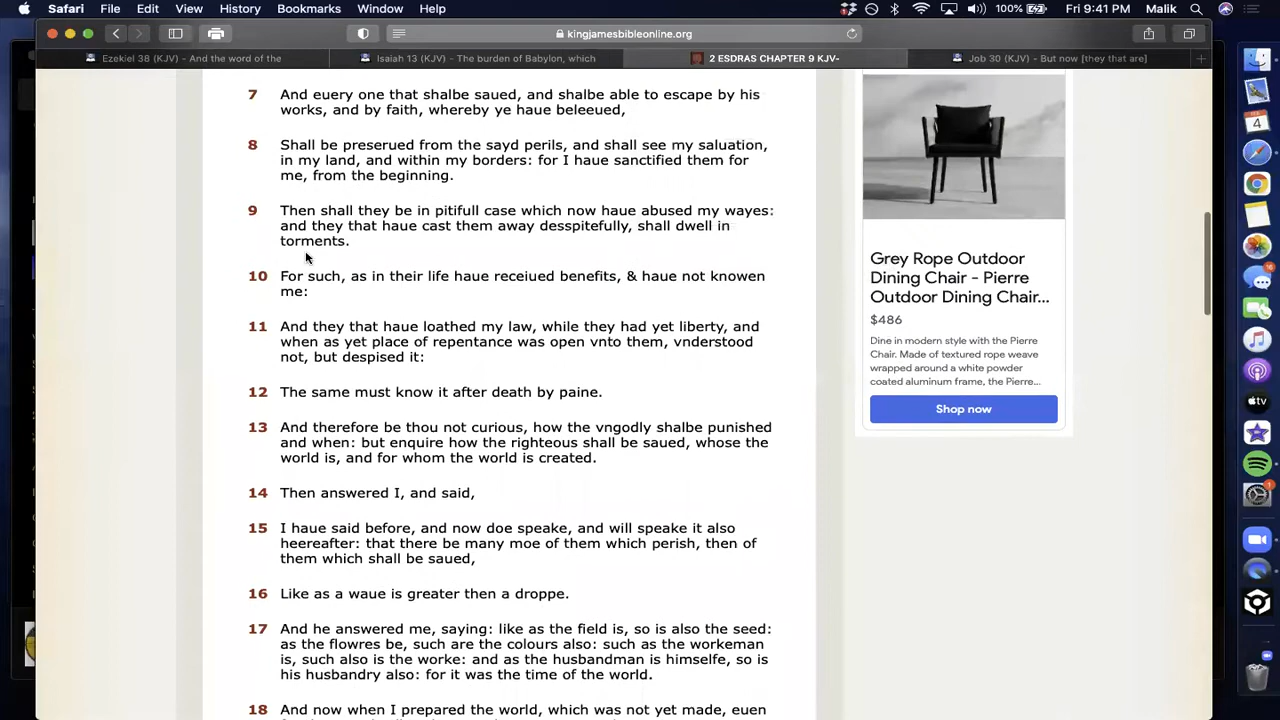 Safari File Edit View History Bookmarks Window Help 100% Fri 9:41 PM Malik
kingjamesbibleonline.org
Ezekiel 38 (KJV) - And the word of the
Isaiah 13 (KJV) - The burden of Babylon, which
2 ESDRAS CHAPTER 9 KJV-
Job 30 (KJV) - But now [they that are]
7 And euery one that shalbe saued, and shalbe able to escape by his
works, and by faith, whereby ye haue beleeued,
8 Shall be preserued from the sayd perils, and shall see my saluation,
in my land, and within my borders: for I haue sanctified them for
me, from the beginning.
9 Then shall they be in pitifull case which now haue abused my wayes:
and they that haue cast them away desspitefully, shall dwell in
torments.
10 For such, as in their life haue receiued benefits, & haue not knowen
me:
11 And they that haue loathed my law, while they had yet liberty, and
when as yet place of repentance was open vnto them, vnderstood
not, but despised it:
12 The same must know it after death by paine.
13 And therefore be thou not curious, how the vngodly shalbe punished
and when: but enquire how the righteous shall be saued, whose the
world is, and for whom the world is created.
14 Then answered I, and said,
15 I haue said before, and now doe speake, and will speake it also
heereafter: that there be many moe of them which perish, then of
them which shall be saued,
16 Like as a waue is greater then a droppe.
17 And he answered me, saying: like as the field is, so is also the seed:
as the flowres be, such are the colours also: such as the workeman
is, such also is the worke: and as the husbandman is himselfe, so is
his husbandry also: for it was the time of the world.
18 And now when I prepared the world, which was not yet made, euen
Grey Rope Outdoor
Dining Chair - Pierre
Outdoor Dining Chair...
$486
Dine in modern style with the Pierre
Chair. Made of textured rope weave
wrapped around a white powder
coated aluminum frame, the Pierre...
Shop now
FEB
4
16
tv
1